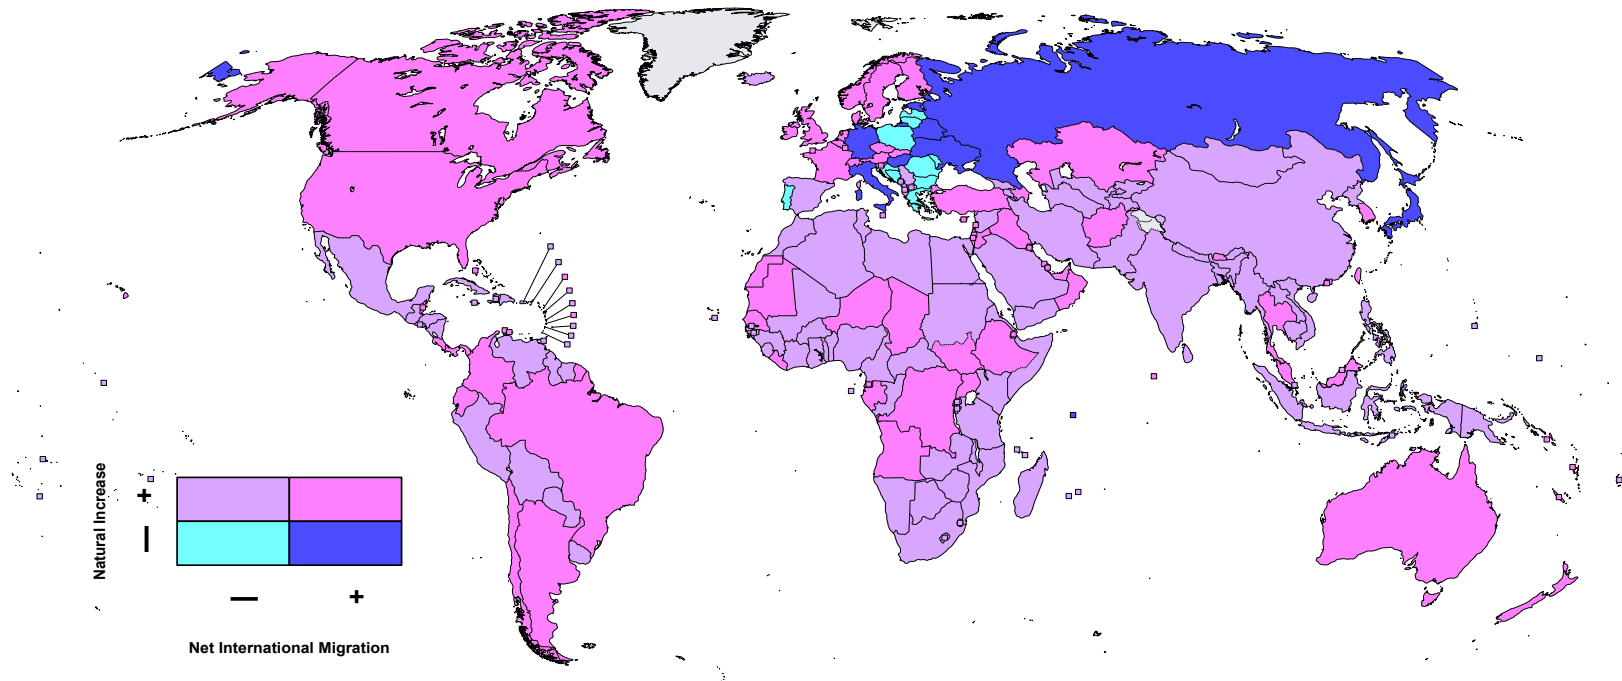 Natural Increase
+
—
— +
Net International Migration